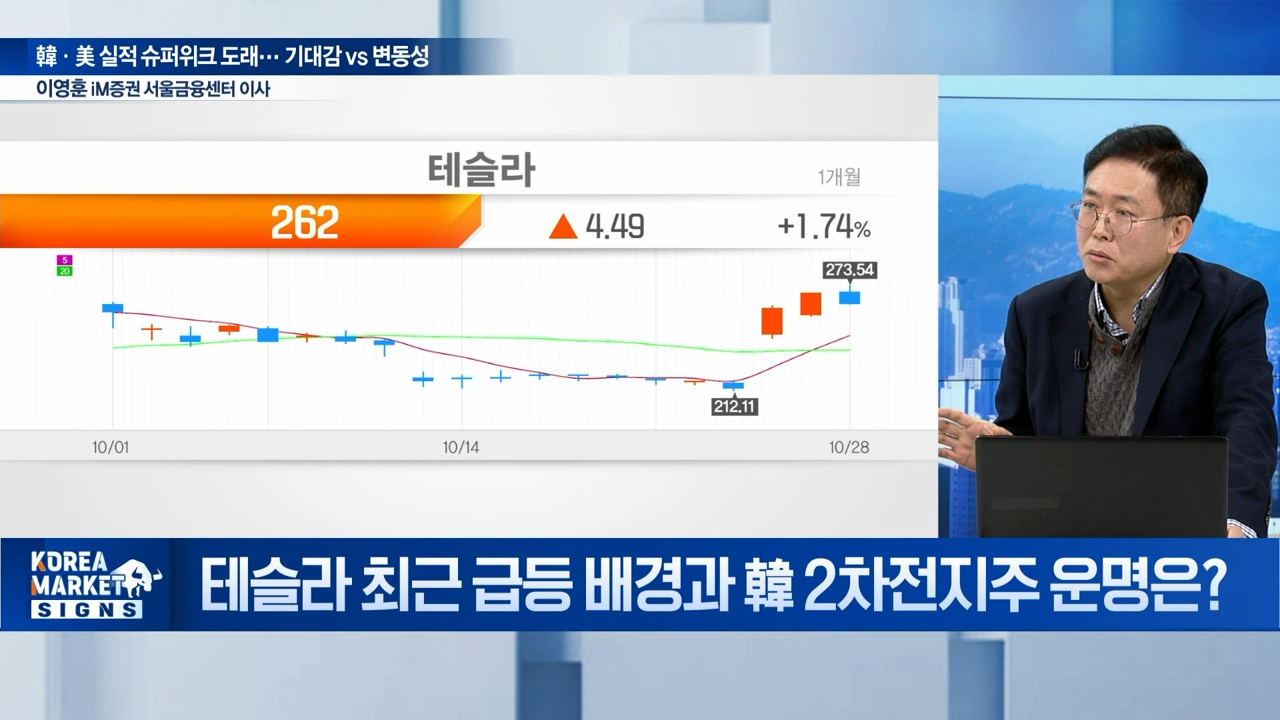 韓·美 실적 슈퍼위크 도래… 기대감 vs 변동성
이영훈 iM증권 서울금융센터 이사
테슬라
1개월
262 ▲ 4.49 +1.74%
5
20
273.54
212.11
10/01 10/14 10/28
KOREA
MARKET
SIGNS
테슬라 최근 급등 배경과 韓 2차전지주 운명은?